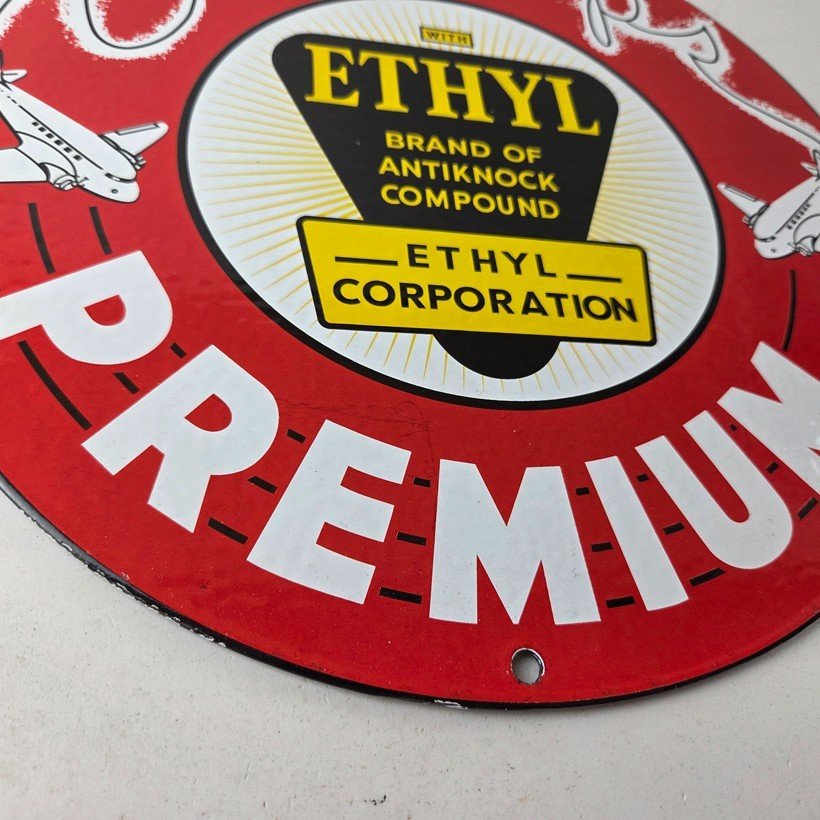 WITH
ETHYL
BRAND OF
ANTIKNOCK
COMPOUND
ETHYL
CORPORATION
PREMIUM